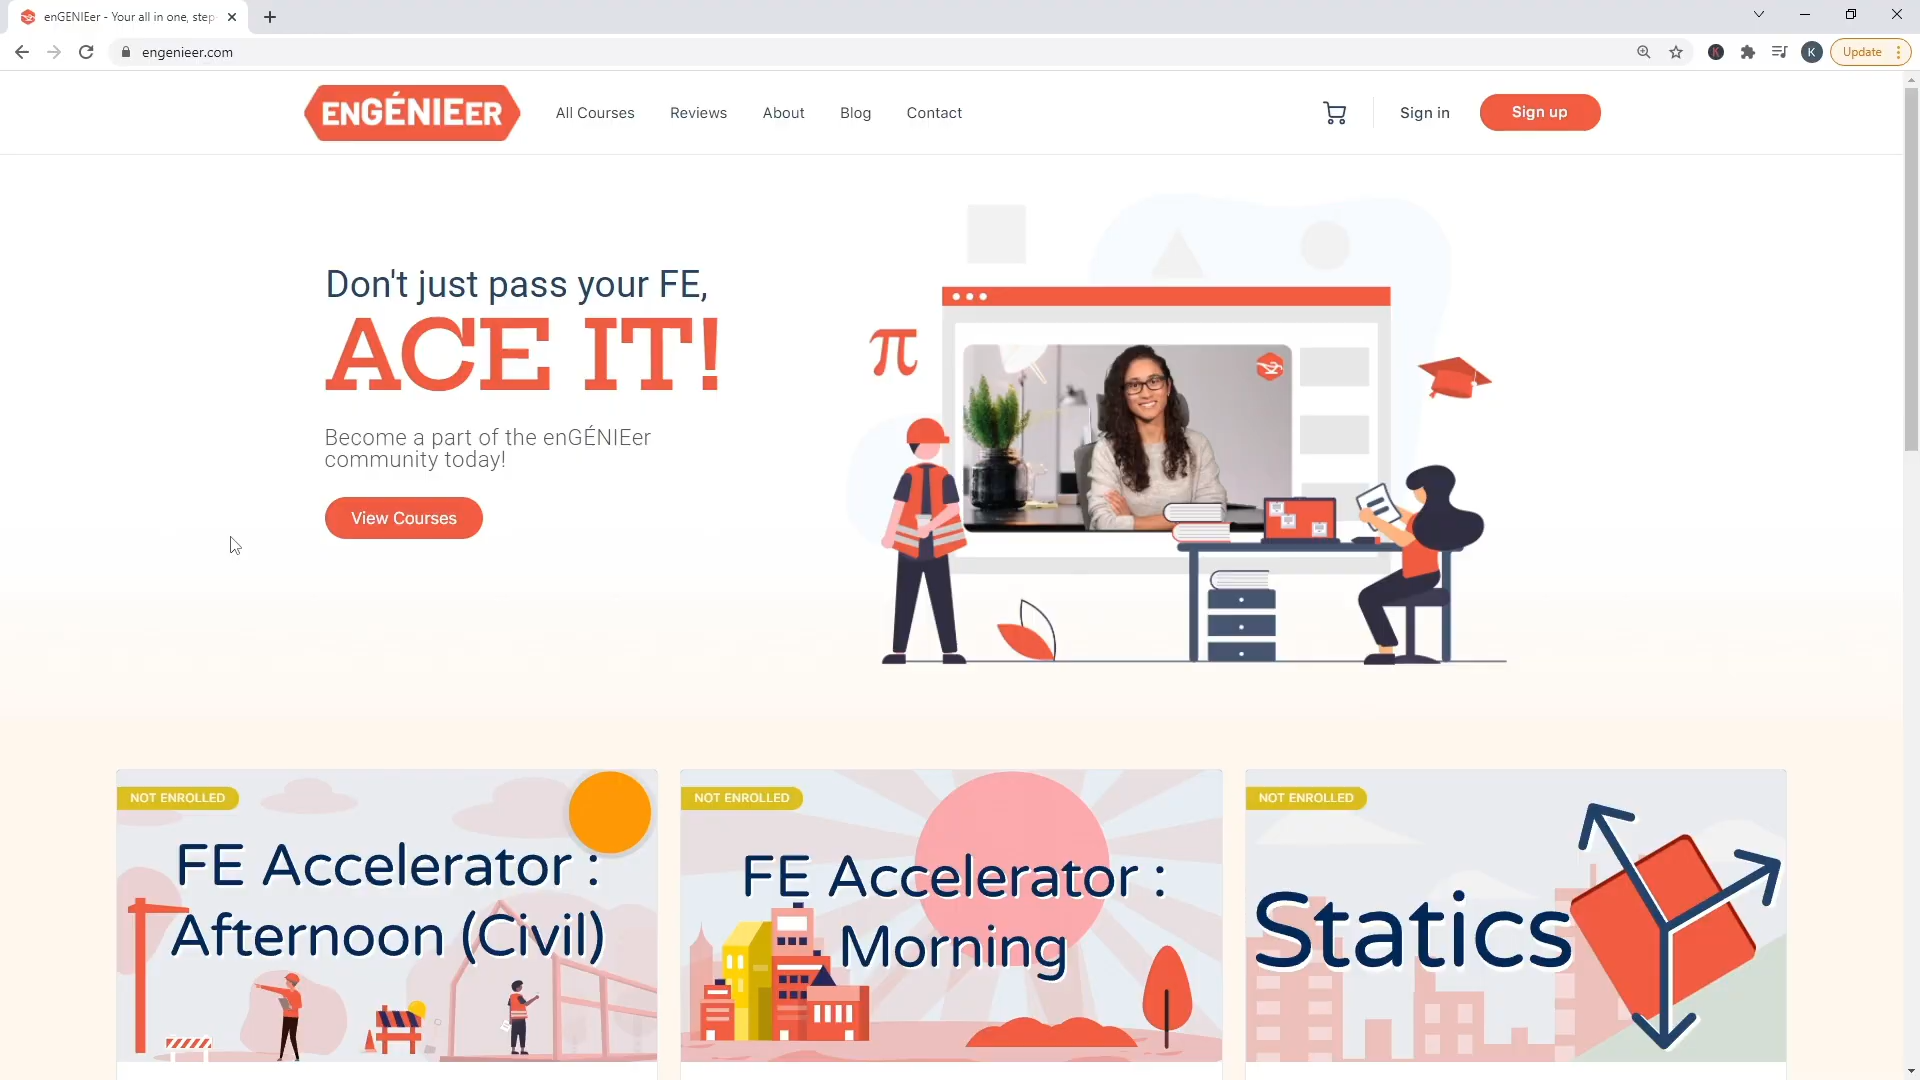 enGENIEer - Your all in one, step
engenieer.com
K
K
Update
ENGÉNIEER
All Courses
Reviews
About
Blog
Contact
Sign in
Sign up
Don't just pass your FE,
ACE IT!
Become a part of the enGÉNIEer
community today!
View Courses
π
NOT ENROLLED
FE Accelerator :
Afternoon (Civil)
NOT ENROLLED
FE Accelerator :
Morning
NOT ENROLLED
Statics